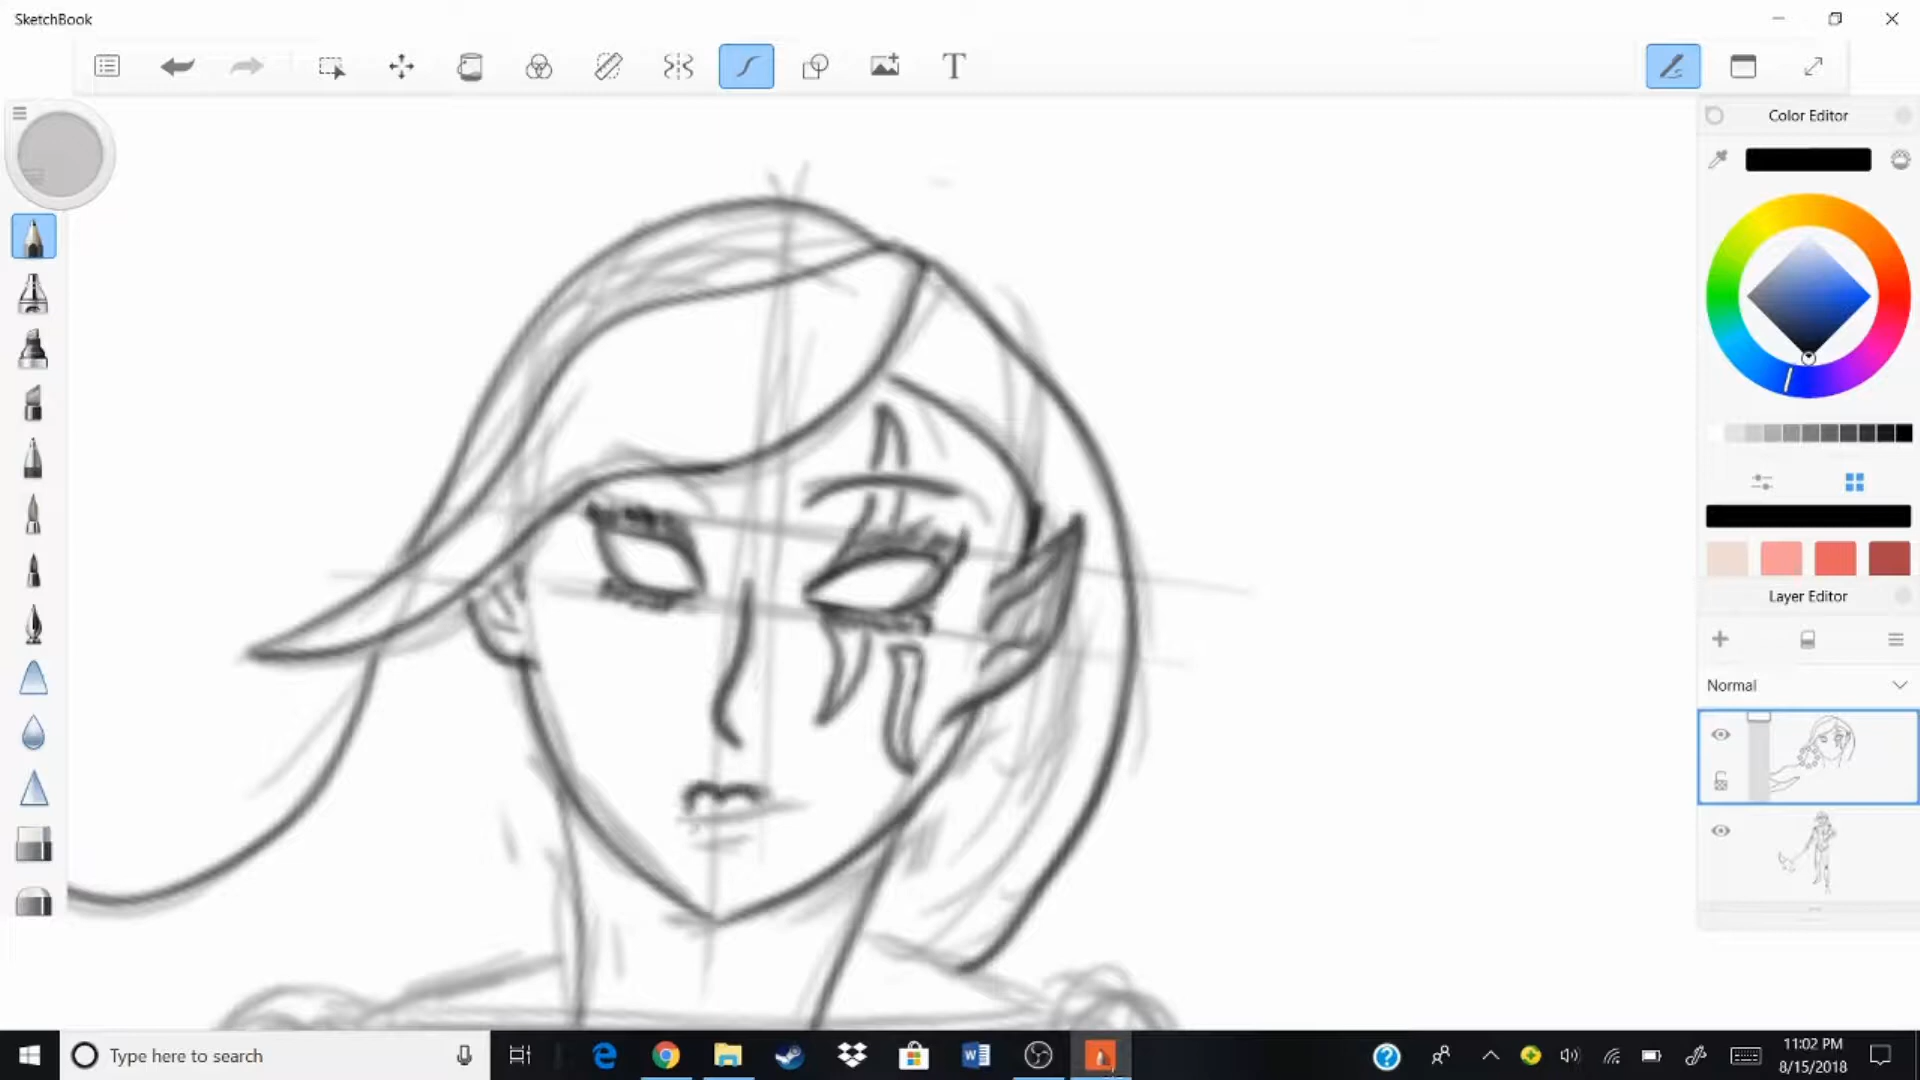 SketchBook
T
Color Editor
Layer Editor
Normal
Type here to search
W
?
11:02 PM
8/15/2018